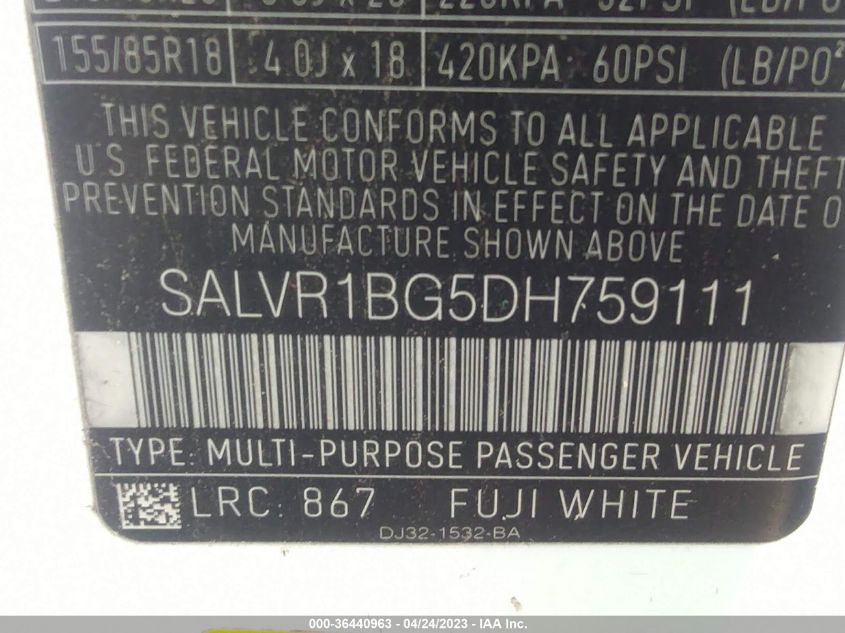 155/85R18 4.0J x 18 420KPA 60PSI (LB/PO²
THIS VEHICLE CONFORMS TO ALL APPLICABLE
U.S. FEDERAL MOTOR VEHICLE SAFETY AND THEFT
PREVENTION STANDARDS IN EFFECT ON THE DATE O
MANUFACTURE SHOWN ABOVE
SALVR1BG5DH759111
TYPE: MULTI-PURPOSE PASSENGER VEHICLE
LRC: 867 FUJI WHITE
DJ32-1532-BA
000-36440963 - 04/24/2023 - IAA Inc.